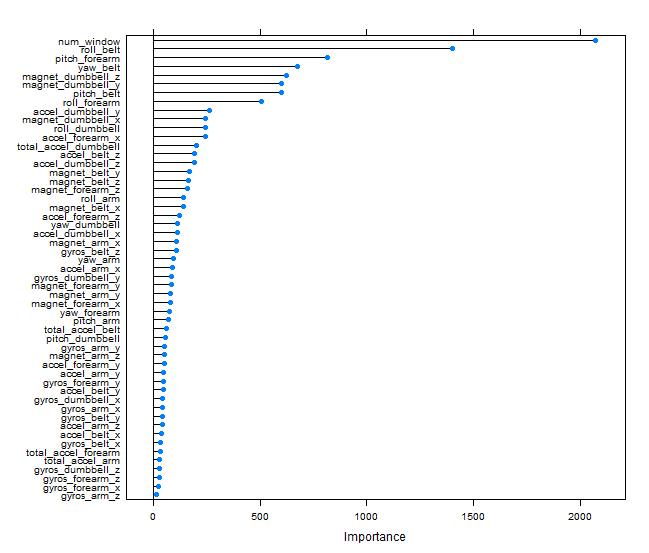 num_window
roll_belt
pitch_forearm
yaw_belt
magnet_dumbbell_z
magnet_dumbbell_y
pitch_belt
roll_forearm
accel_dumbbell_y
magnet_dumbbell_x
roll_dumbbell
accel_forearm_x
total_accel_dumbbell
accel_belt_z
accel_dumbbell_z
magnet_belt_y
magnet_belt_z
magnet_forearm_z
roll_arm
magnet_belt_x
accel_forearm_z
yaw_dumbbell
accel_dumbbell_x
magnet_arm_x
gyros_belt_z
yaw_arm
accel_arm_x
gyros_dumbbell_y
magnet_forearm_y
magnet_arm_y
magnet_forearm_x
yaw_forearm
pitch_arm
total_accel_belt
pitch_dumbbell
gyros_arm_y
magnet_arm_z
accel_forearm_y
accel_arm_y
gyros_forearm_y
accel_belt_y
gyros_dumbbell_x
gyros_arm_x
gyros_belt_y
accel_arm_z
accel_belt_x
gyros_belt_x
total_accel_forearm
total_accel_arm
gyros_dumbbell_z
gyros_forearm_z
gyros_forearm_x
gyros_arm_z
0 500 1000 1500 2000
Importance